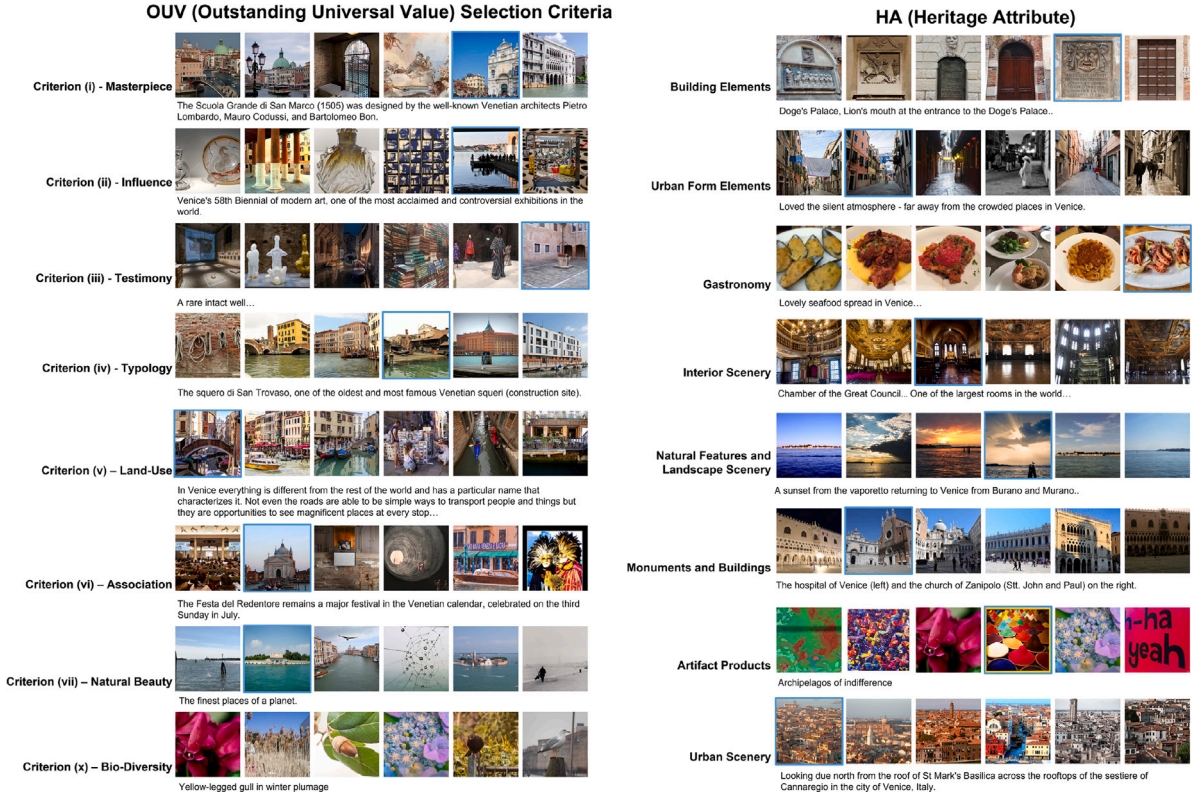 OUV (Outstanding Universal Value) Selection Criteria
Criterion (i) - Masterpiece
The Scuola Grande di San Marco (1505) was designed by the well-known Venetian architects Pietro
Lombardo, Mauro Codussi, and Bartolomeo Bon.
Criterion (ii) - Influence
Venice's 58th Biennial of modern art, one of the most acclaimed and controversial exhibitions in the
world.
Criterion (iii) - Testimony
A rare intact well…
Criterion (iv) - Typology
The squero di San Trovaso, one of the oldest and most famous Venetian squeri (construction site).
Criterion (v) – Land-Use
In Venice everything is different from the rest of the world and has a particular name that
characterizes it. Not even the roads are able to be simple ways to transport people and things but
they are opportunities to see magnificent places at every stop…
Criterion (vi) – Association
The Festa del Redentore remains a major festival in the Venetian calendar, celebrated on the third
Sunday in July.
Criterion (vii) – Natural Beauty
The finest places of a planet.
Criterion (x) – Bio-Diversity
Yellow-legged gull in winter plumage
HA (Heritage Attribute)
Building Elements
Doge's Palace, Lion's mouth at the entrance to the Doge's Palace..
Urban Form Elements
Loved the silent atmosphere - far away from the crowded places in Venice.
Gastronomy
Lovely seafood spread in Venice…
Interior Scenery
Chamber of the Great Council... One of the largest rooms in the world…
Natural Features and
Landscape Scenery
A sunset from the vaporetto returning to Venice from Burano and Murano..
Monuments and Buildings
The hospital of Venice (left) and the church of Zanipolo (Stt. John and Paul) on the right.
Artifact Products
n-ha
yeah
Archipelagos of indifference
Urban Scenery
Looking due north from the roof of St Mark's Basilica across the rooftops of the sestiere of
Cannaregio in the city of Venice, Italy.